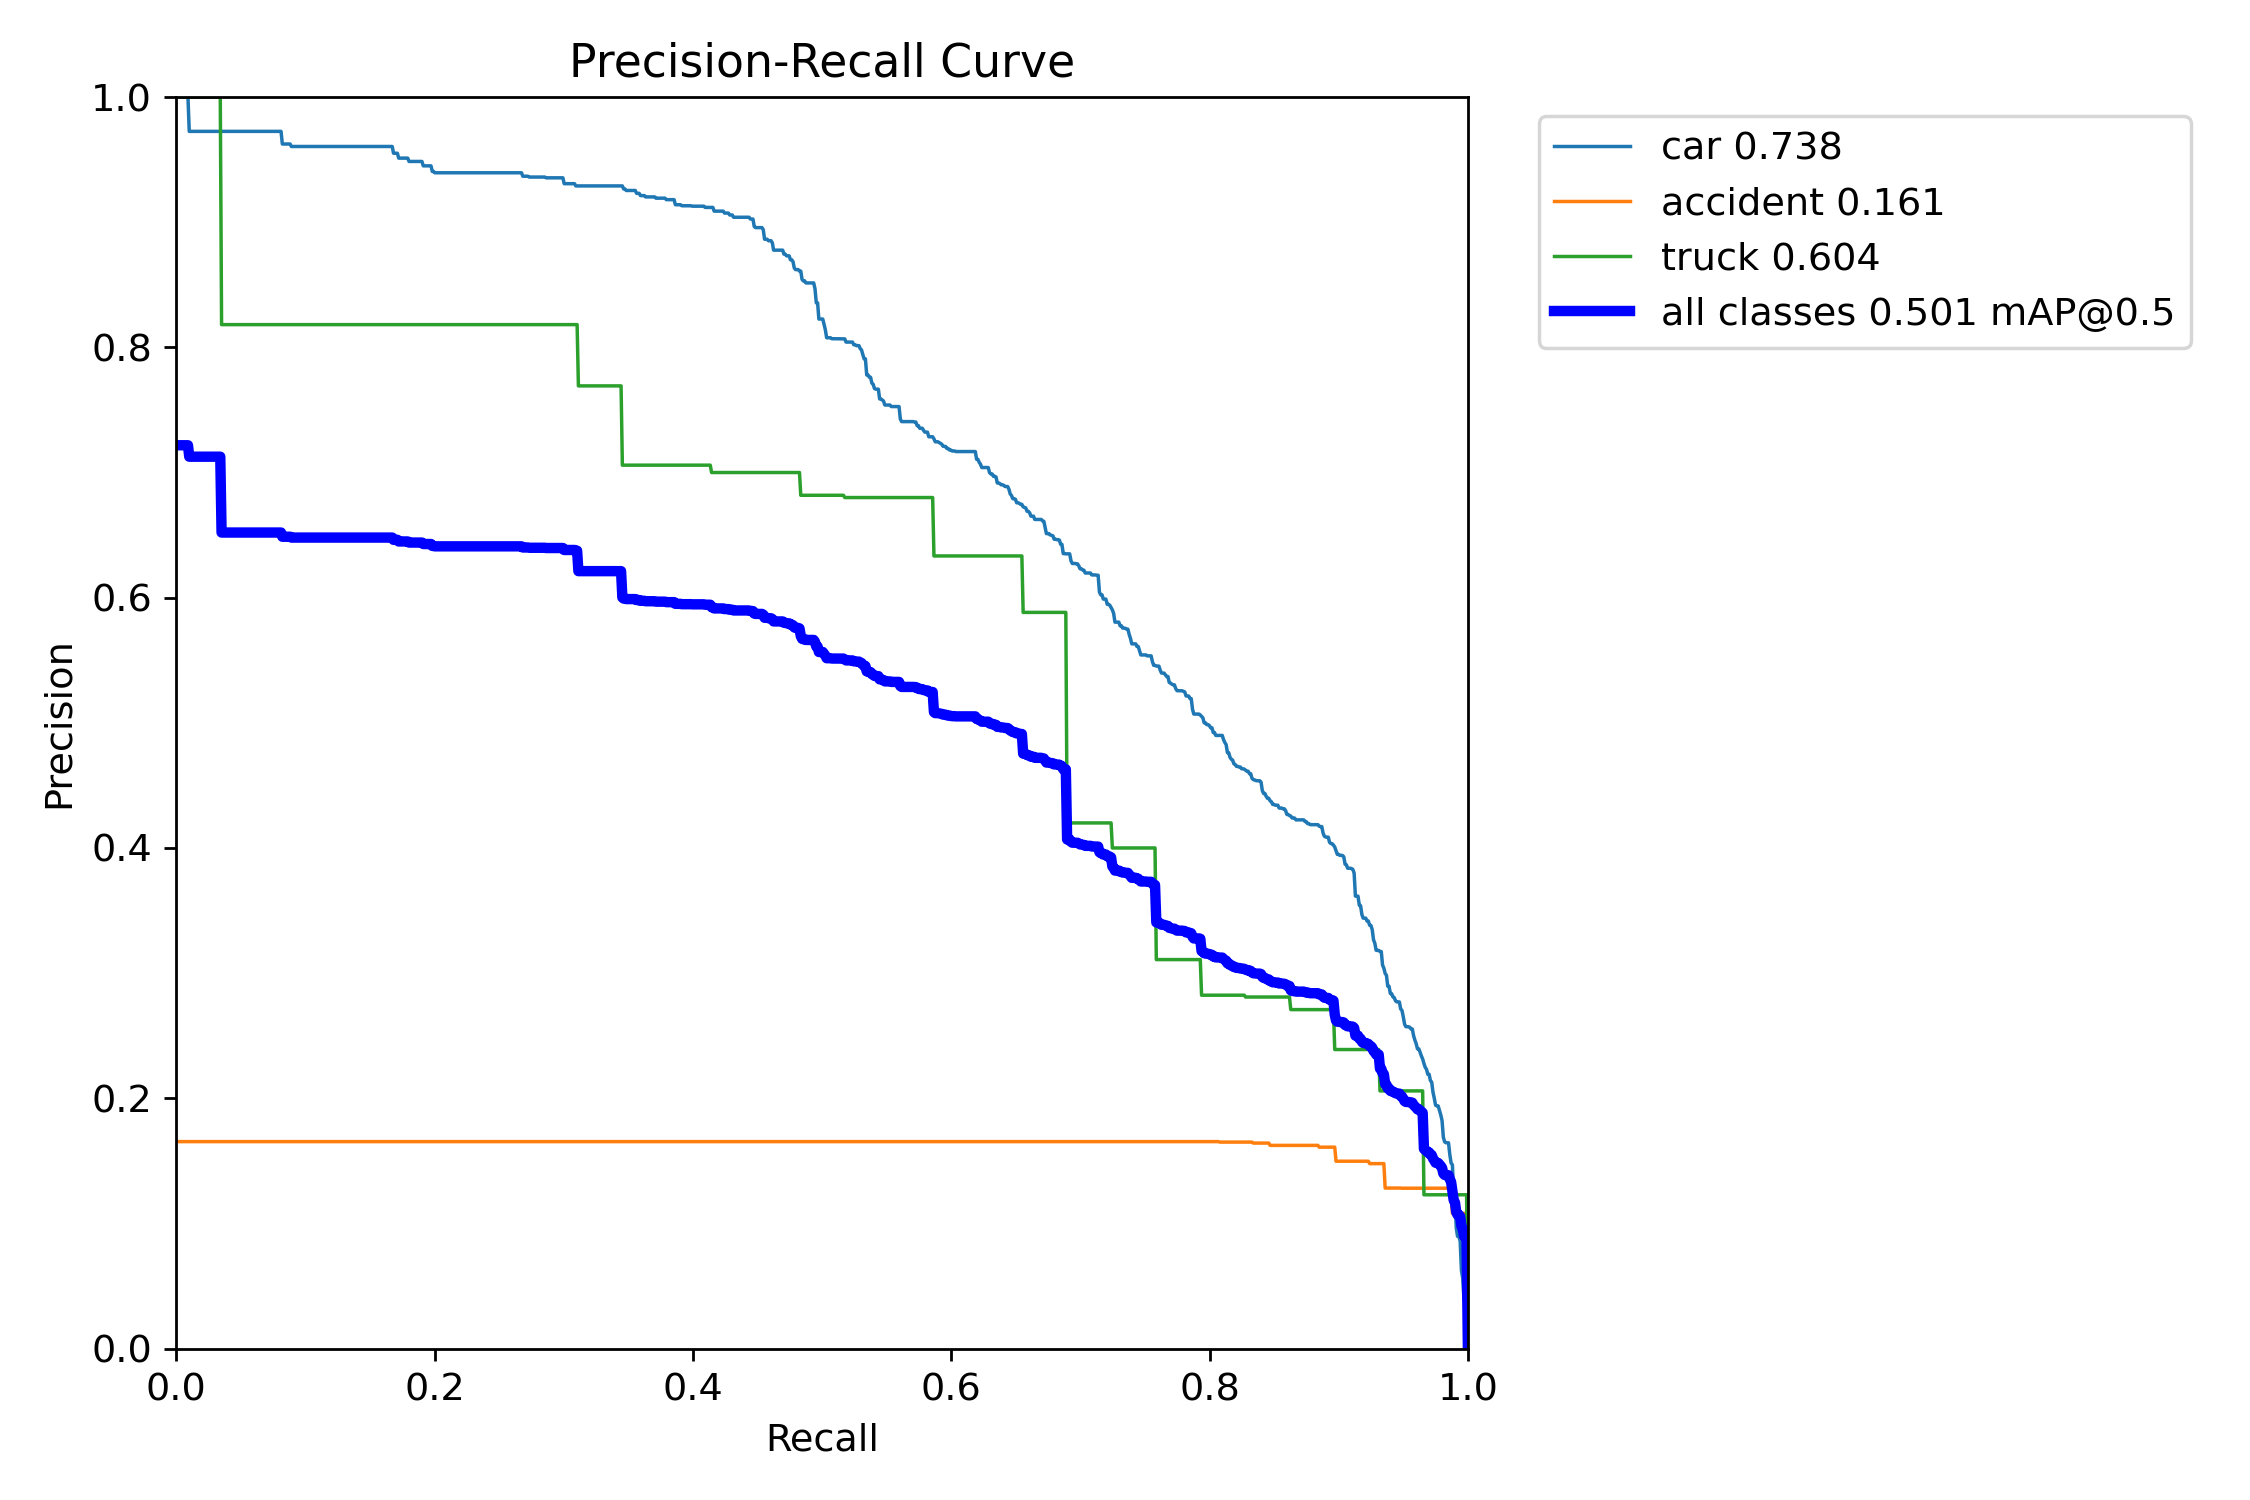 Precision-Recall Curve
1.0
0.8
0.6
0.4
0.2
0.0
Precision
0.0 0.2 0.4 0.6 0.8 1.0
Recall
car 0.738
accident 0.161
truck 0.604
all classes 0.501 mAP@0.5